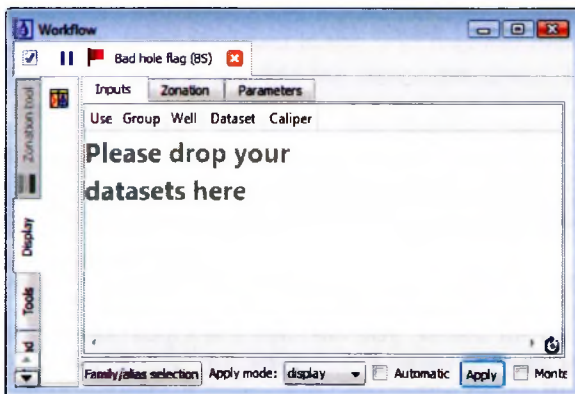 Workflow
Bad hole flag (BS)
Inputs Zonation Parameters
Use Group Well Dataset Caliper
Please drop your
datasets here
Zonation tool
Display
Tools
Family/alias selection Apply mode: display Automatic Apply Monte